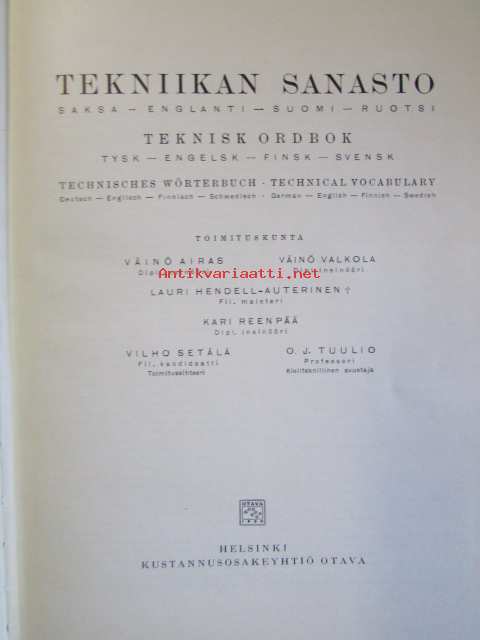 TEKNIIKAN SANASTO
SAKSA — ENGLANTI — SUOMI — RUOTSI
TEKNISK ORDBOK
TYSK — ENGELSK — FINSK — SVENSK
TECHNISCHES WÖRTERBUCH · TECHNICAL VOCABULARY
Deutsch — Englisch — Finnisch — Schwedisch · German — English — Finnish — Swedish
TOIMITUSKUNTA
VÄINÖ AIRAS VÄINÖ VALKOLA
Antikvariaatti.net
LAURI HENDELL-AUTERINEN †
Fil. maisteri
KARI REENPÄÄ
Dipl. insinööri
VILHO SETÄLÄ O. J. TUULIO
Fil. kandidaatti Professori
Toimitussihteeri Kieliteknillinen avustaja
OTAVA
1890
HELSINKI
KUSTANNUSOSAKEYHTIÖ OTAVA